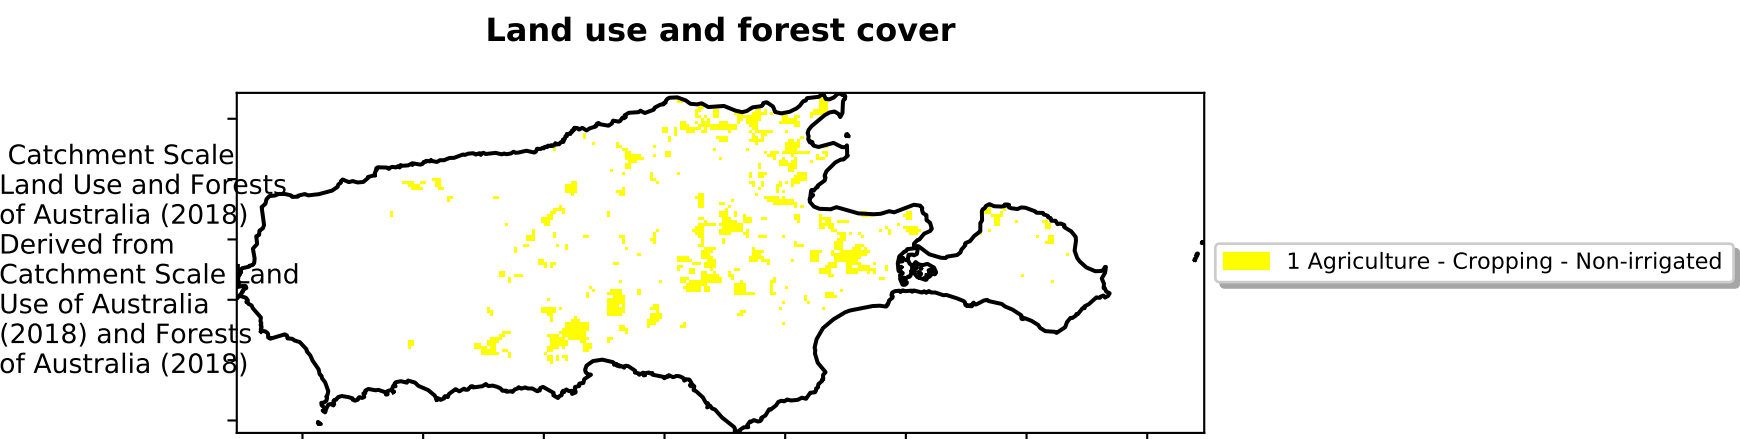 Land use and forest cover
Catchment Scale
Land Use and Forests
of Australia (2018)
Derived from
Catchment Scale Land
Use of Australia
(2018) and Forests
of Australia (2018)
1 Agriculture - Cropping - Non-irrigated